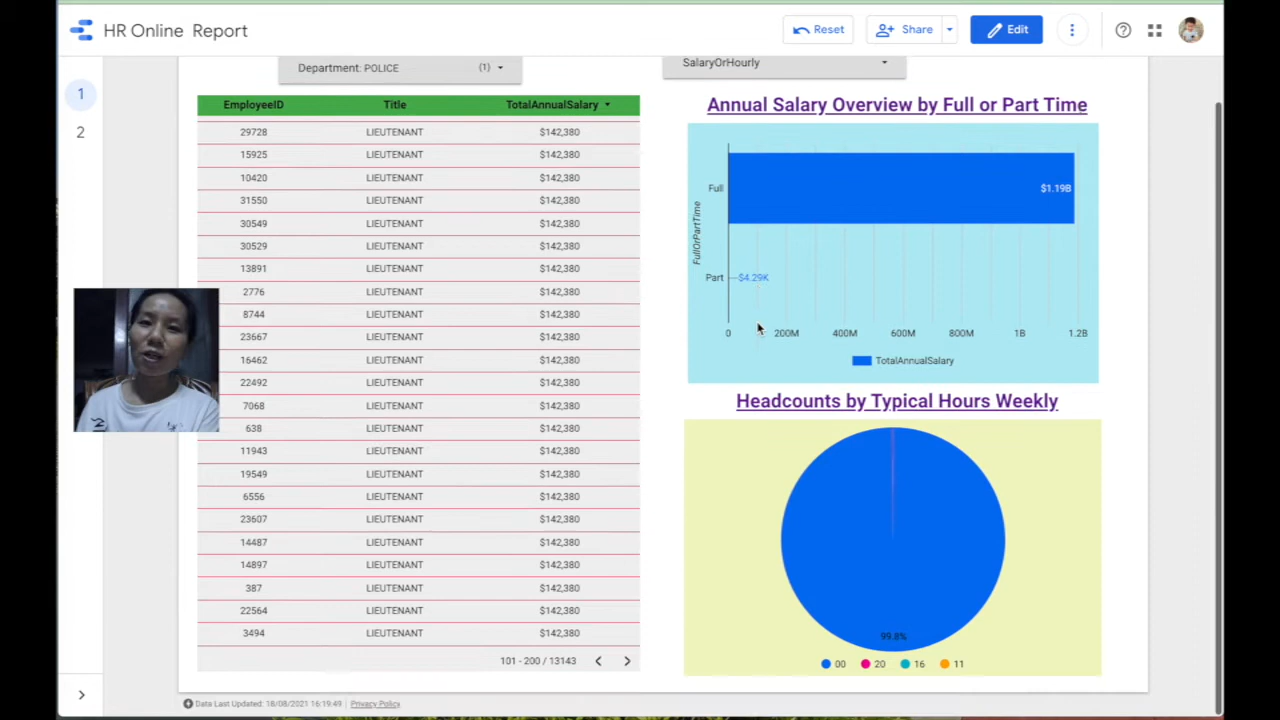 HR Online Report
Reset
Share
Edit
1
2
Department: POLICE (1)
SalaryOrHourly
EmployeeID Title TotalAnnualSalary
29728 LIEUTENANT $142,380
15925 LIEUTENANT $142,380
10420 LIEUTENANT $142,380
31550 LIEUTENANT $142,380
30549 LIEUTENANT $142,380
30529 LIEUTENANT $142,380
13891 LIEUTENANT $142,380
2776 LIEUTENANT $142,380
8744 LIEUTENANT $142,380
23667 LIEUTENANT $142,380
16462 LIEUTENANT $142,380
22492 LIEUTENANT $142,380
7068 LIEUTENANT $142,380
638 LIEUTENANT $142,380
11943 LIEUTENANT $142,380
19549 LIEUTENANT $142,380
6556 LIEUTENANT $142,380
23607 LIEUTENANT $142,380
14487 LIEUTENANT $142,380
14897 LIEUTENANT $142,380
387 LIEUTENANT $142,380
22564 LIEUTENANT $142,380
3494 LIEUTENANT $142,380
101 - 200 / 13143
Annual Salary Overview by Full or Part Time
FullOrPartTime
Full $1.19B
Part $4.29K
0 200M 400M 600M 800M 1B 1.2B
TotalAnnualSalary
Headcounts by Typical Hours Weekly
99.8%
00 20 16 11
Data Last Updated: 18/08/2021 16:19:49 Privacy Policy